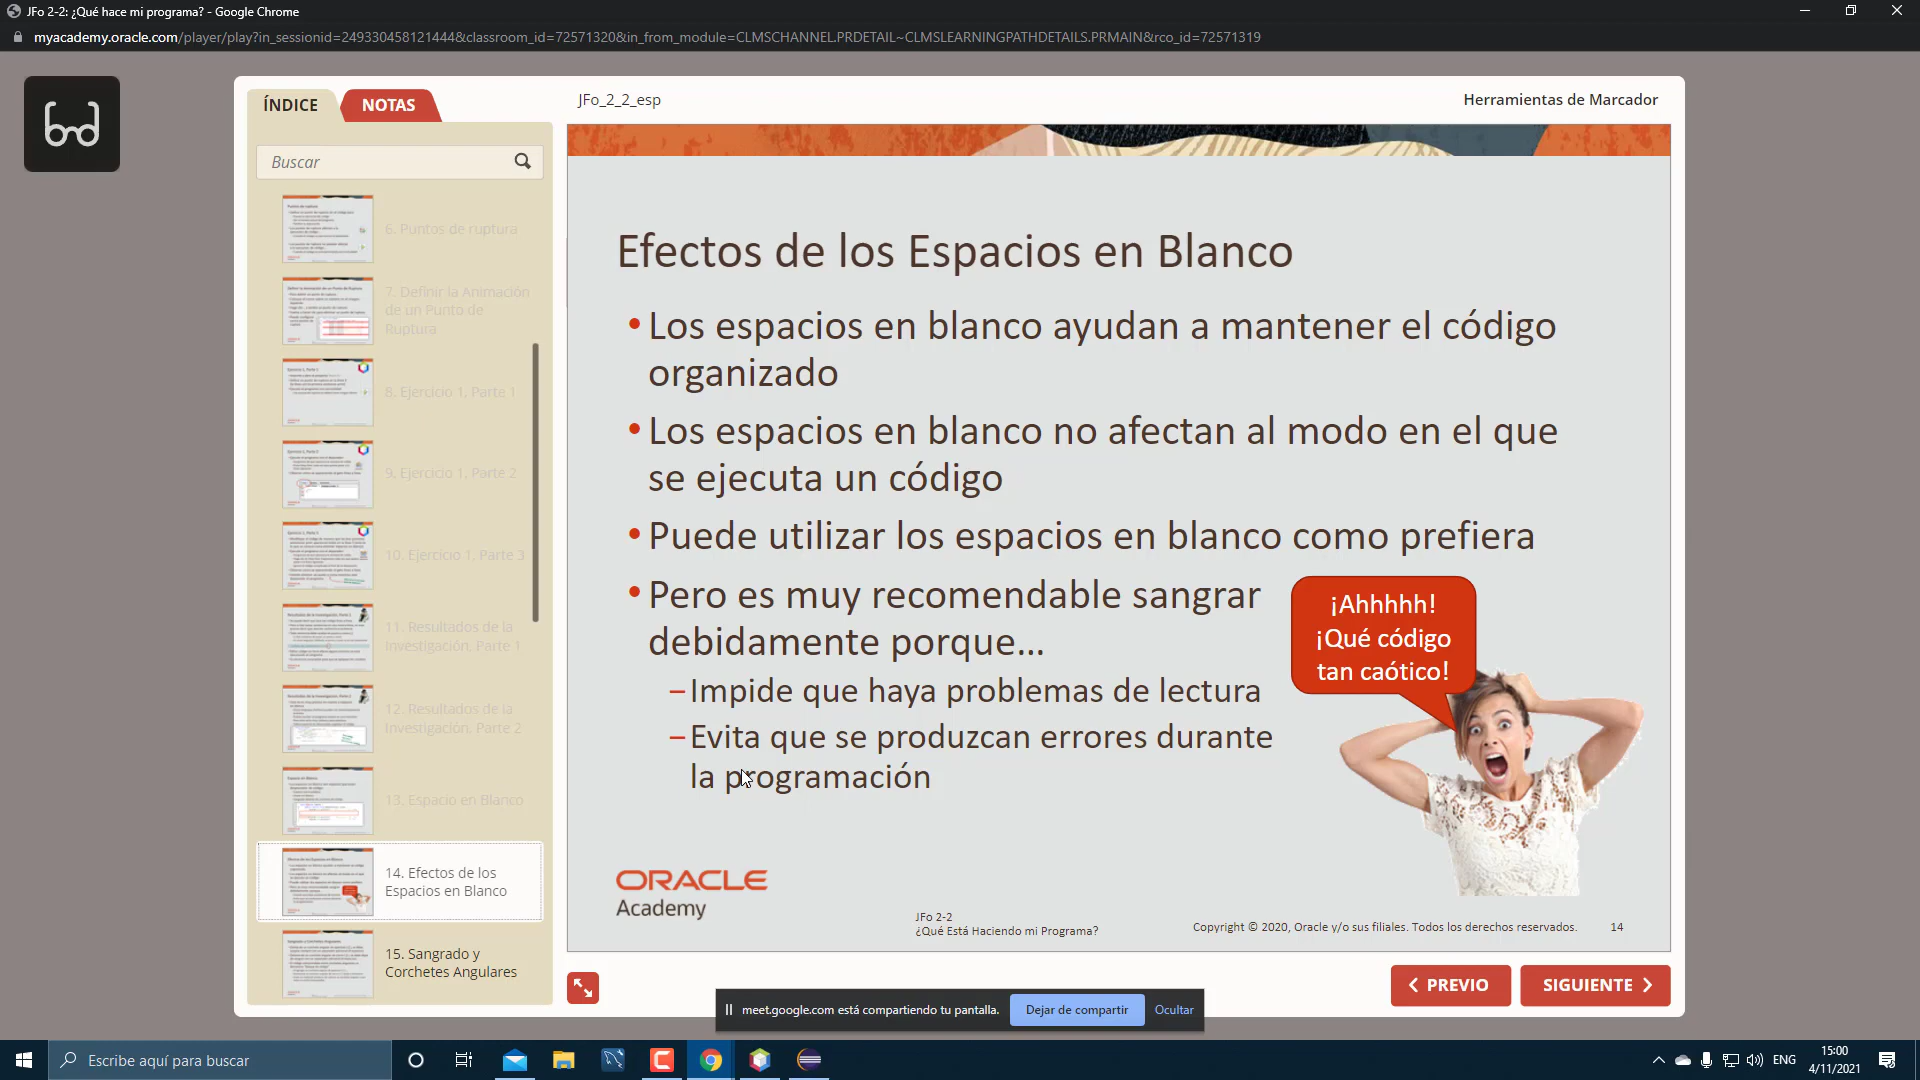 JFo 2-2: ¿Qué hace mi programa? - Google Chrome
myacademy.oracle.com/player/play?in_sessionid=249330458121444&classroom_id=72571320&in_from_module=CLMSCHANNEL.PRDETAIL~CLMSLEARNINGPATHDETAILS.PRMAIN&rco_id=72571319
ÍNDICE
NOTAS
JFo_2_2_esp
Herramientas de Marcador
Buscar
6. Puntos de ruptura
7. Definir la Animación
de un Punto de
Ruptura
8. Ejercicio 1, Parte 1
9. Ejercicio 1, Parte 2
10. Ejercicio 1, Parte 3
11. Resultados de la
Investigación, Parte 1
12. Resultados de la
Investigación, Parte 2
13. Espacio en Blanco
14. Efectos de los
Espacios en Blanco
15. Sangrado y
Corchetes Angulares
Efectos de los Espacios en Blanco
•Los espacios en blanco ayudan a mantener el código
organizado
•Los espacios en blanco no afectan al modo en el que
se ejecuta un código
•Puede utilizar los espacios en blanco como prefiera
•Pero es muy recomendable sangrar
debidamente porque...
–Impide que haya problemas de lectura
–Evita que se produzcan errores durante
la programación
¡Ahhhhh!
¡Qué código
tan caótico!
ORACLE
Academy
JFo 2-2
¿Qué Está Haciendo mi Programa?
Copyright © 2020, Oracle y/o sus filiales. Todos los derechos reservados.
14
PREVIO
SIGUIENTE
meet.google.com está compartiendo tu pantalla.
Dejar de compartir
Ocultar
Escribe aquí para buscar
ENG
15:00
4/11/2021